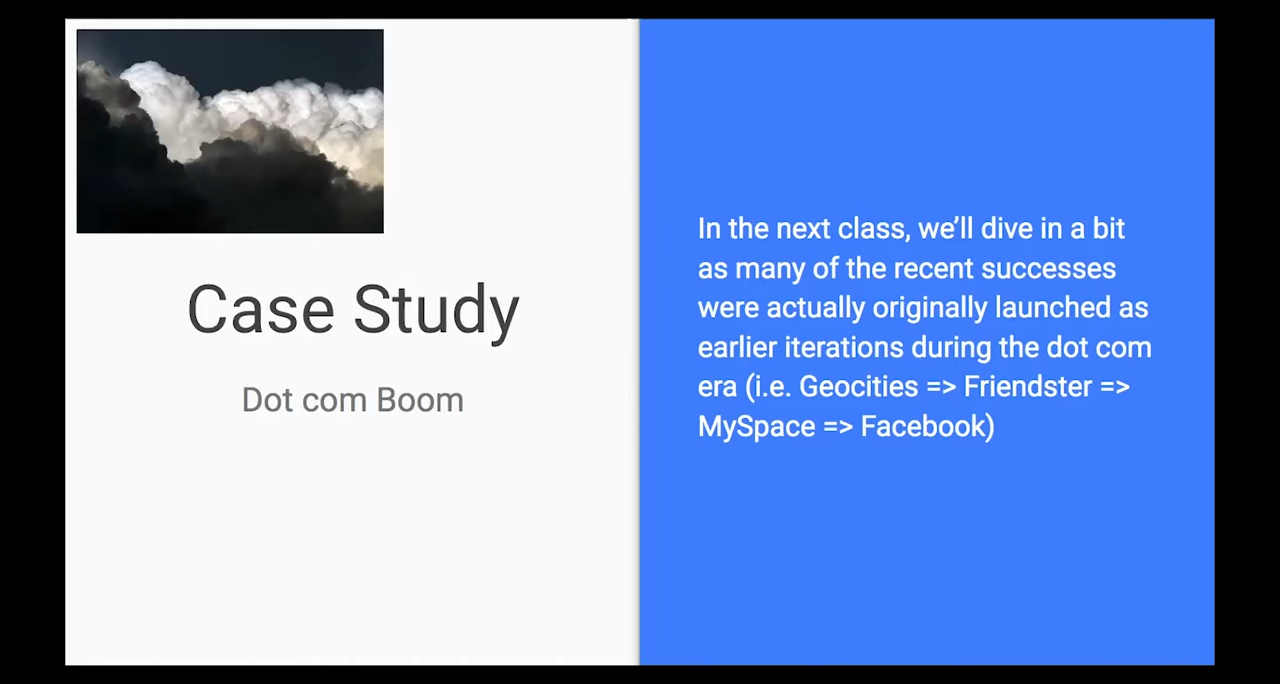 Case Study
Dot com Boom
In the next class, we’ll dive in a bit
as many of the recent successes
were actually originally launched as
earlier iterations during the dot com
era (i.e. Geocities => Friendster =>
MySpace => Facebook)